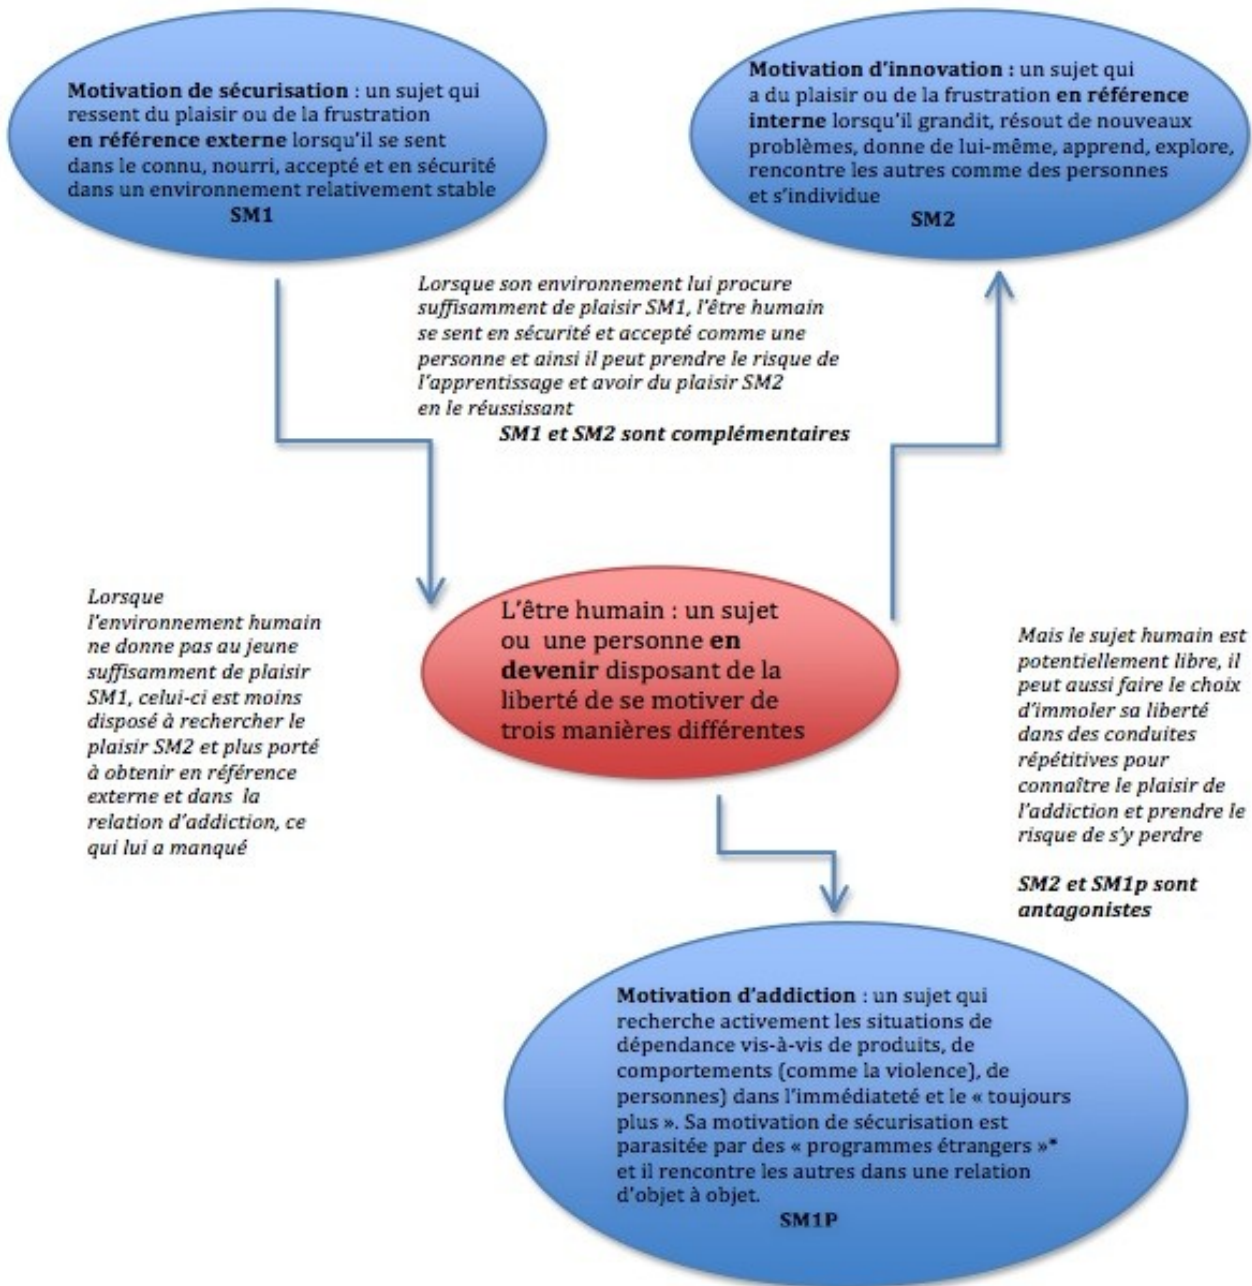 Motivation de sécurisation : un sujet qui
ressent du plaisir ou de la frustration
en référence externe lorsqu'il se sent
dans le connu, nourri, accepté et en sécurité
dans un environnement relativement stable
SM1
Motivation d'innovation : un sujet qui
a du plaisir ou de la frustration en référence
interne lorsqu'il grandit, résout de nouveaux
problèmes, donne de lui-même, apprend, explore,
rencontre les autres comme des personnes
et s'individue
SM2
Lorsque son environnement lui procure
suffisamment de plaisir SM1, l'être humain
se sent en sécurité et accepté comme une
personne et ainsi il peut prendre le risque de
l'apprentissage et avoir du plaisir SM2
en le réussissant
SM1 et SM2 sont complémentaires
Lorsque
l'environnement humain
ne donne pas au jeune
suffisamment de plaisir
SM1, celui-ci est moins
disposé à rechercher le
plaisir SM2 et plus porté
à obtenir en référence
externe et dans la
relation d'addiction, ce
qui lui a manqué
L'être humain : un sujet
ou une personne en
devenir disposant de la
liberté de se motiver de
trois manières différentes
Mais le sujet humain est
potentiellement libre, il
peut aussi faire le choix
d'immoler sa liberté
dans des conduites
répétitives pour
connaître le plaisir de
l'addiction et prendre le
risque de s'y perdre
SM2 et SM1p sont
antagonistes
Motivation d'addiction : un sujet qui
recherche activement les situations de
dépendance vis-à-vis de produits, de
comportements (comme la violence), de
personnes) dans l'immédiateté et le « toujours
plus ». Sa motivation de sécurisation est
parasitée par des « programmes étrangers »*
et il rencontre les autres dans une relation
d'objet à objet.
SM1P